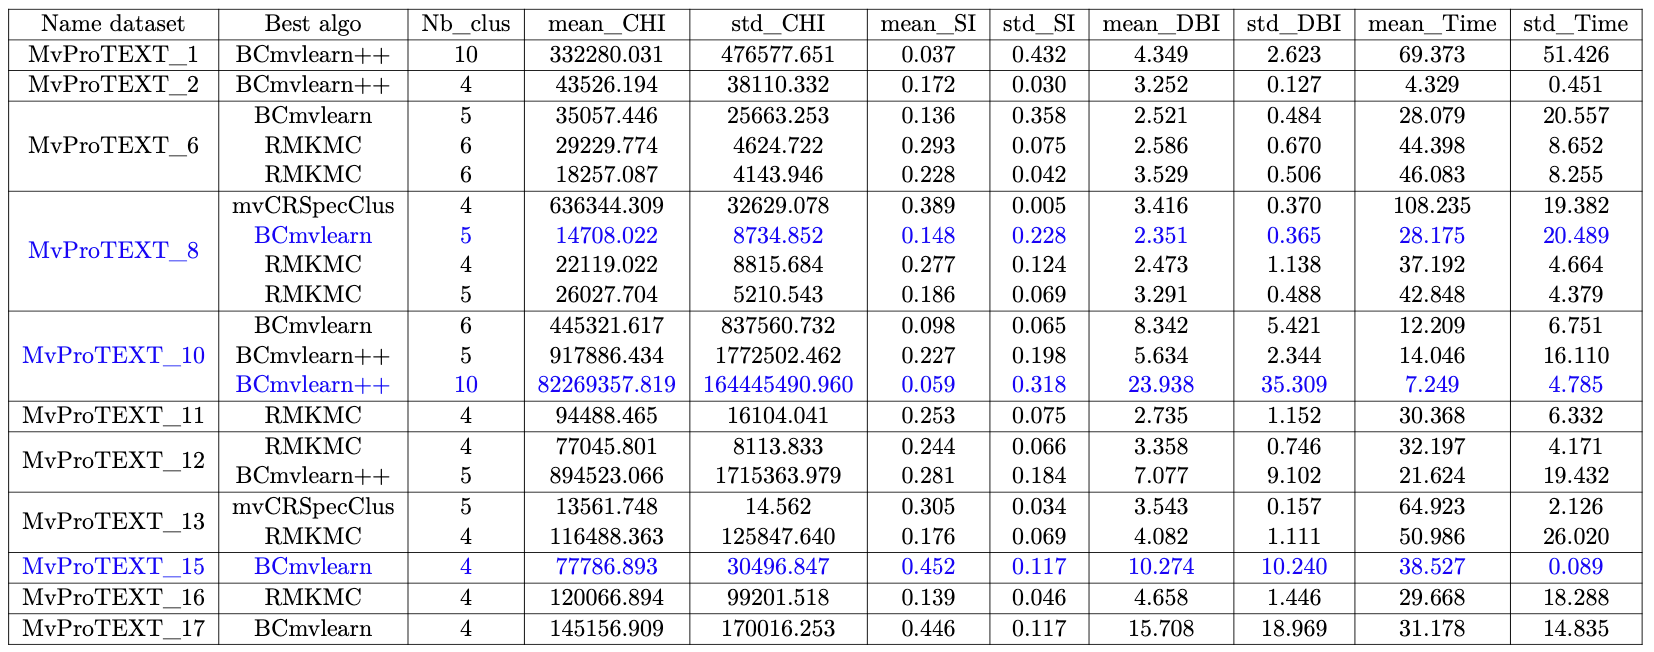 Name dataset Best algo Nb_clus mean_CHI std_CHI mean_SI std_SI mean_DBI std_DBI mean_Time std_Time
MvProTEXT_1 BCmvlearn++ 10 332280.031 476577.651 0.037 0.432 4.349 2.623 69.373 51.426
MvProTEXT_2 BCmvlearn++ 4 43526.194 38110.332 0.172 0.030 3.252 0.127 4.329 0.451
BCmvlearn 5 35057.446 25663.253 0.136 0.358 2.521 0.484 28.079 20.557
MvProTEXT_6 RMKMC 6 29229.774 4624.722 0.293 0.075 2.586 0.670 44.398 8.652
RMKMC 6 18257.087 4143.946 0.228 0.042 3.529 0.506 46.083 8.255
mvCRSpecClus 4 636344.309 32629.078 0.389 0.005 3.416 0.370 108.235 19.382
MvProTEXT_8 BCmvlearn 5 14708.022 8734.852 0.148 0.228 2.351 0.365 28.175 20.489
RMKMC 4 22119.022 8815.684 0.277 0.124 2.473 1.138 37.192 4.664
RMKMC 5 26027.704 5210.543 0.186 0.069 3.291 0.488 42.848 4.379
BCmvlearn 6 445321.617 837560.732 0.098 0.065 8.342 5.421 12.209 6.751
MvProTEXT_10 BCmvlearn++ 5 917886.434 1772502.462 0.227 0.198 5.634 2.344 14.046 16.110
BCmvlearn++ 10 82269357.819 164445490.960 0.059 0.318 23.938 35.309 7.249 4.785
MvProTEXT_11 RMKMC 4 94488.465 16104.041 0.253 0.075 2.735 1.152 30.368 6.332
MvProTEXT_12 RMKMC 4 77045.801 8113.833 0.244 0.066 3.358 0.746 32.197 4.171
BCmvlearn++ 5 894523.066 1715363.979 0.281 0.184 7.077 9.102 21.624 19.432
MvProTEXT_13 mvCRSpecClus 5 13561.748 14.562 0.305 0.034 3.543 0.157 64.923 2.126
RMKMC 4 116488.363 125847.640 0.176 0.069 4.082 1.111 50.986 26.020
MvProTEXT_15 BCmvlearn 4 77786.893 30496.847 0.452 0.117 10.274 10.240 38.527 0.089
MvProTEXT_16 RMKMC 4 120066.894 99201.518 0.139 0.046 4.658 1.446 29.668 18.288
MvProTEXT_17 BCmvlearn 4 145156.909 170016.253 0.446 0.117 15.708 18.969 31.178 14.835